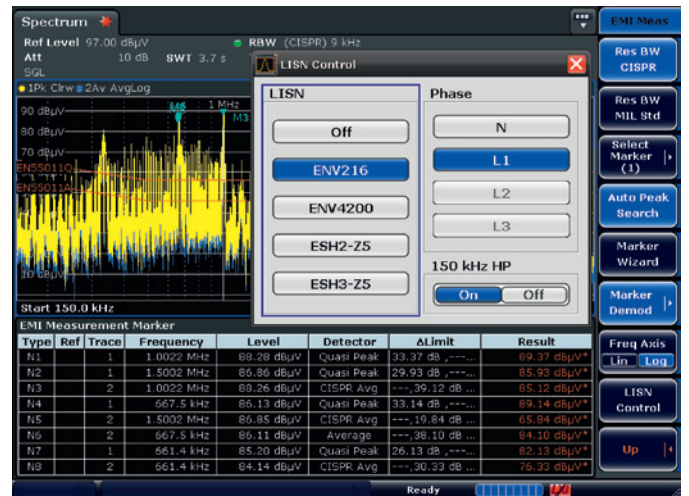 Spectrum
EMI Meas
Ref Level 97.00 dBµV
RBW (CISPR) 9 kHz
Att 10 dB SWT 3.7 s
SGL
1Pk Clrw 2Av AvgLog
90 dBµV
M6
1 MHz
M3
80 dBµV
70 dBµV
EN55011Q
EN55011A
10 dBµV
Start 150.0 kHz
LISN Control
LISN
Off
ENV216
ENV4200
ESH2-Z5
ESH3-Z5
Phase
N
L1
L2
L3
150 kHz HP
On Off
EMI Measurement Marker
Type Ref Trace Frequency Level Detector ΔLimit Result
N1 1 1.0022 MHz 88.28 dBµV Quasi Peak 33.37 dB ,---... 89.37 dBµV*
N2 1 1.5002 MHz 86.86 dBµV Quasi Peak 29.93 dB ,---... 85.93 dBµV*
N3 2 1.0022 MHz 88.26 dBµV CISPR Avg ---,39.12 dB ... 85.12 dBµV*
N4 1 667.5 kHz 86.13 dBµV Quasi Peak 33.14 dB ,---... 89.14 dBµV*
N5 2 1.5002 MHz 86.85 dBµV CISPR Avg ---,19.84 dB ... 65.84 dBµV*
N6 2 667.5 kHz 86.11 dBµV Average ---,38.10 dB ... 84.10 dBµV*
N7 1 661.4 kHz 85.20 dBµV Quasi Peak 26.13 dB ,---... 82.13 dBµV*
N8 2 661.4 kHz 84.14 dBµV CISPR Avg ---,30.33 dB ... 76.33 dBµV*
Ready
Res BW
CISPR
Res BW
MIL Std
Select
Marker
(1)
Auto Peak
Search
Marker
Wizard
Marker
Demod
Freq Axis
Lin Log
LISN
Control
Up